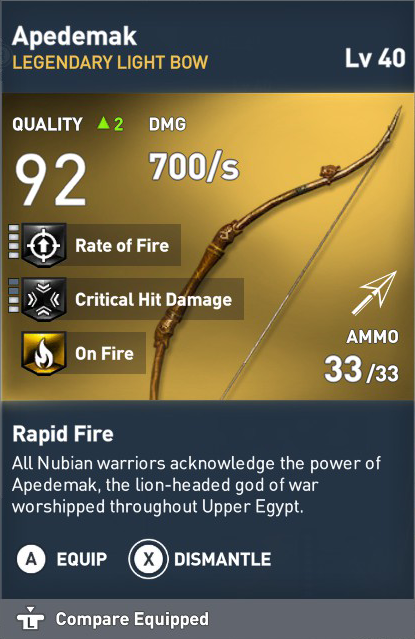 Apedemak
LEGENDARY LIGHT BOW
Lv 40
QUALITY ▲2 DMG
92 700/s
Rate of Fire
Critical Hit Damage
On Fire
AMMO
33/33
Rapid Fire
All Nubian warriors acknowledge the power of
Apedemak, the lion-headed god of war
worshipped throughout Upper Egypt.
A EQUIP X DISMANTLE
L Compare Equipped